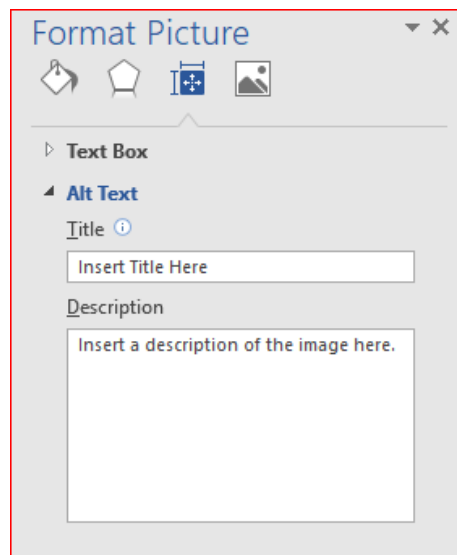 Format Picture
Text Box
Alt Text
Title
Insert Title Here
Description
Insert a description of the image here.